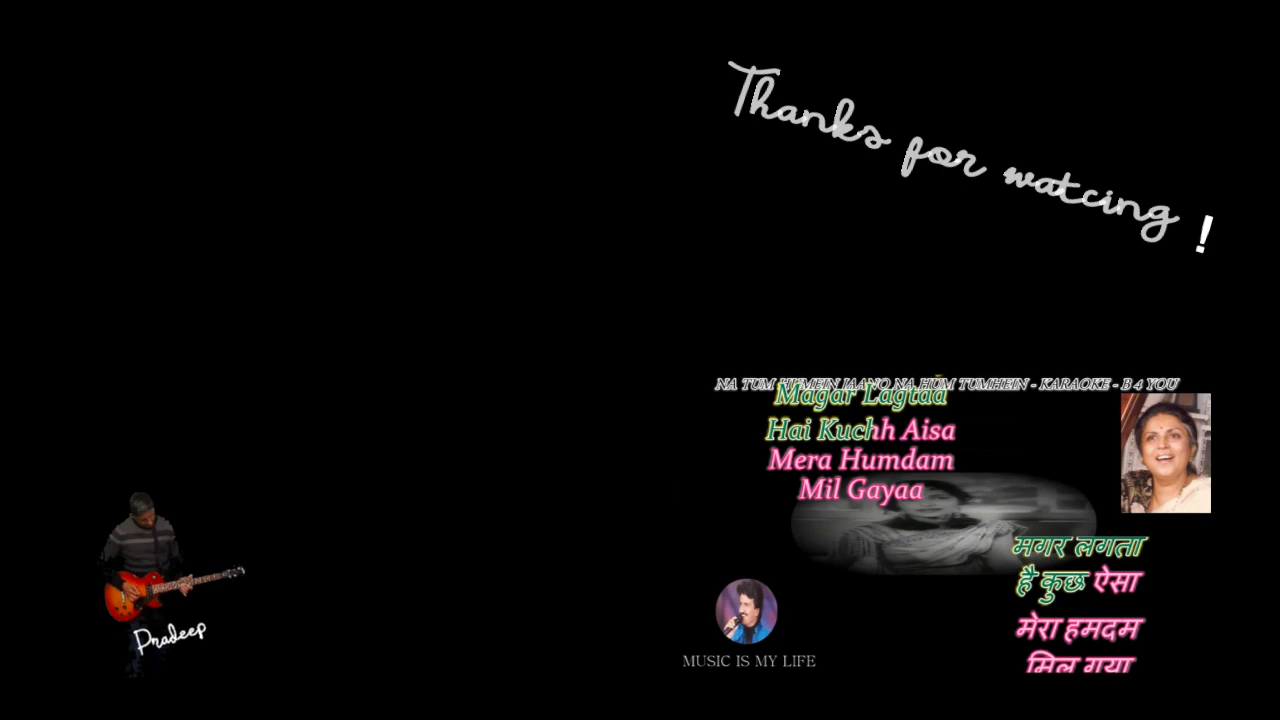 Thanks for watcing !
NA TUM HUMEIN JAANO NA HUM TUMHEIN - KARAOKE - B 4 YOU
Magar Lagtaa
Hai Kuchh Aisa
Mera Humdam
Mil Gayaa
मगर लगता
है कुछ ऐसा
मेरा हमदम
मिल गया
Pradeep
MUSIC IS MY LIFE